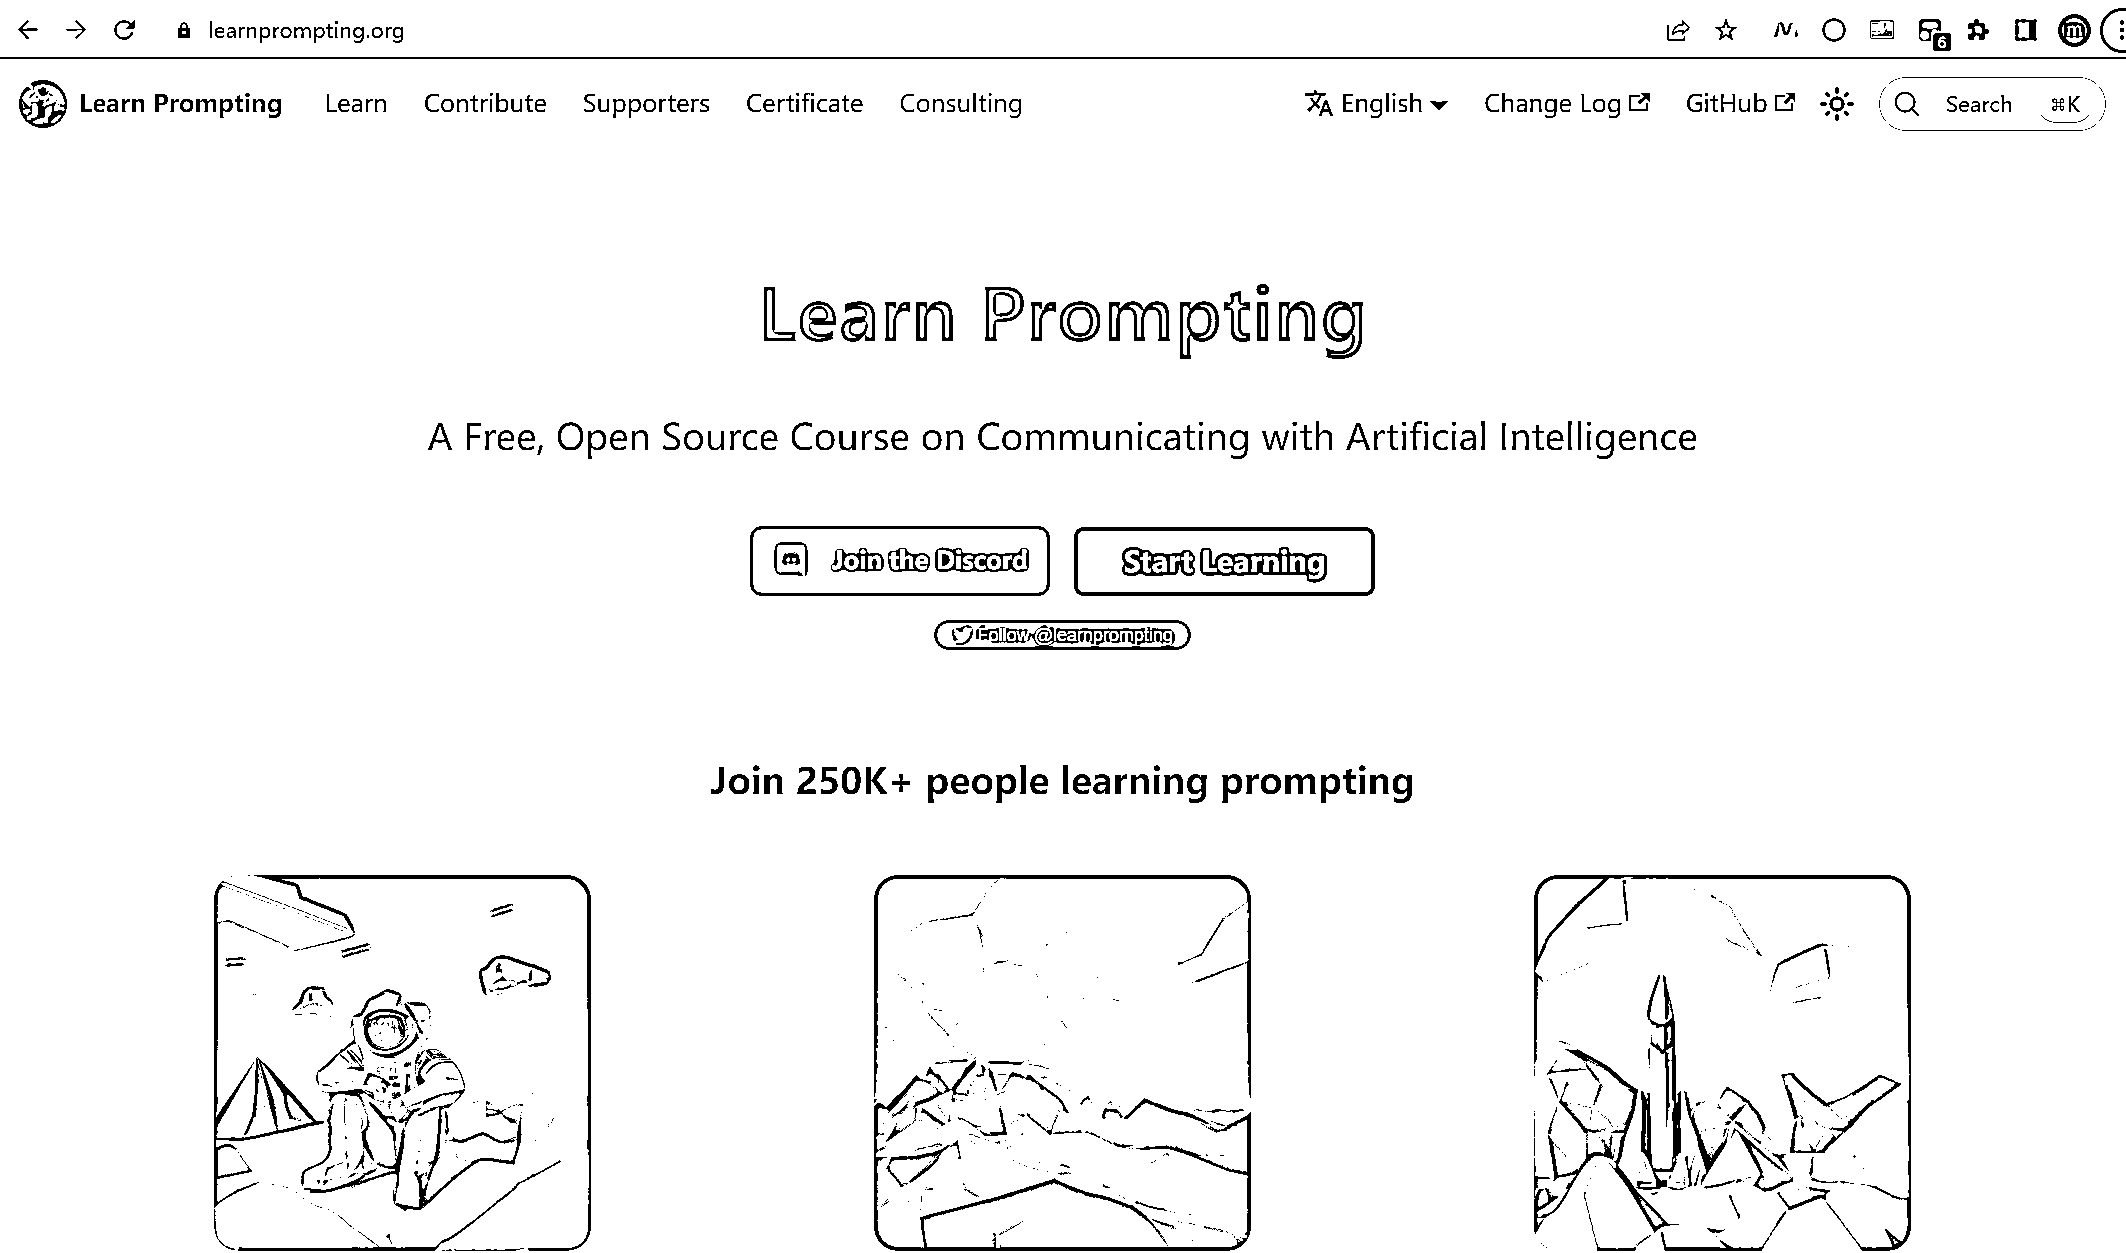 learnprompting.org
6
Learn Prompting Learn Contribute Supporters Certificate Consulting English Change Log GitHub Search ⌘K
Learn Prompting
A Free, Open Source Course on Communicating with Artificial Intelligence
Join the Discord Start Learning
Follow @learnprompting
Join 250K+ people learning prompting